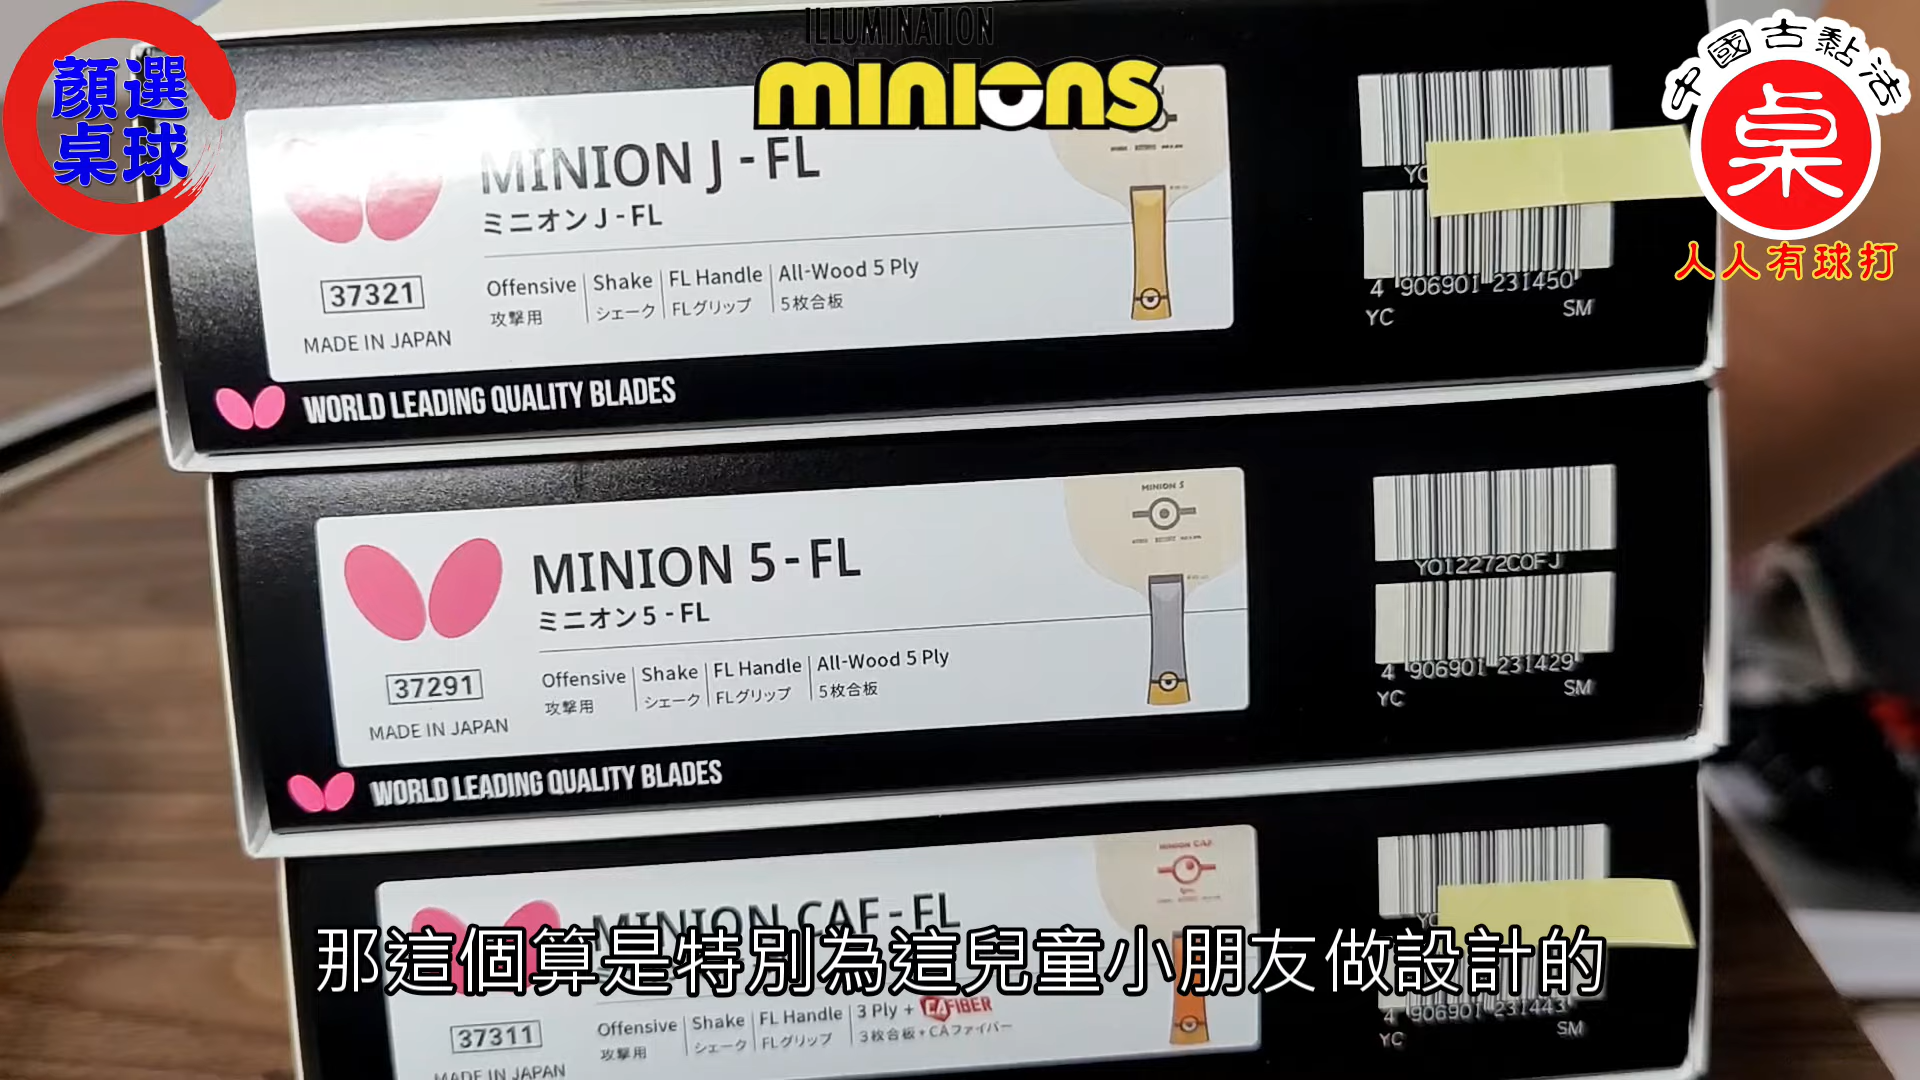 ILLUMINATION
minions
顏選
桌球
中國古黏法
桌
人人有球打
MINION J - FL
ミニオン J - FL
37321
MADE IN JAPAN
Offensive Shake FL Handle All-Wood 5 Ply
攻撃用 シェーク FLグリップ 5枚合板
WORLD LEADING QUALITY BLADES
4 906901 231450
YC SM
MINION 5
MINION 5 - FL
ミニオン 5 - FL
37291
MADE IN JAPAN
Offensive Shake FL Handle All-Wood 5 Ply
攻撃用 シェーク FLグリップ 5枚合板
WORLD LEADING QUALITY BLADES
Y012272C0FJ
4 906901 231429
YC SM
MINION CAF
MINION CAF - FL
37311
MADE IN JAPAN
Offensive Shake FL Handle 3 Ply + CAFIBER
攻撃用 シェーク FLグリップ 3枚合板+CAファイバー
4 906901 231443
YC SM
那這個算是特別為這兒童小朋友做設計的